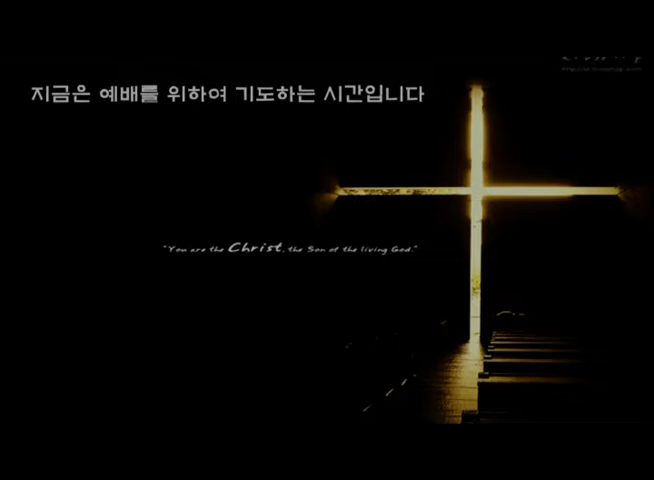 지금은 예배를 위하여 기도하는 시간입니다
"You are the Christ, the Son of the living God."